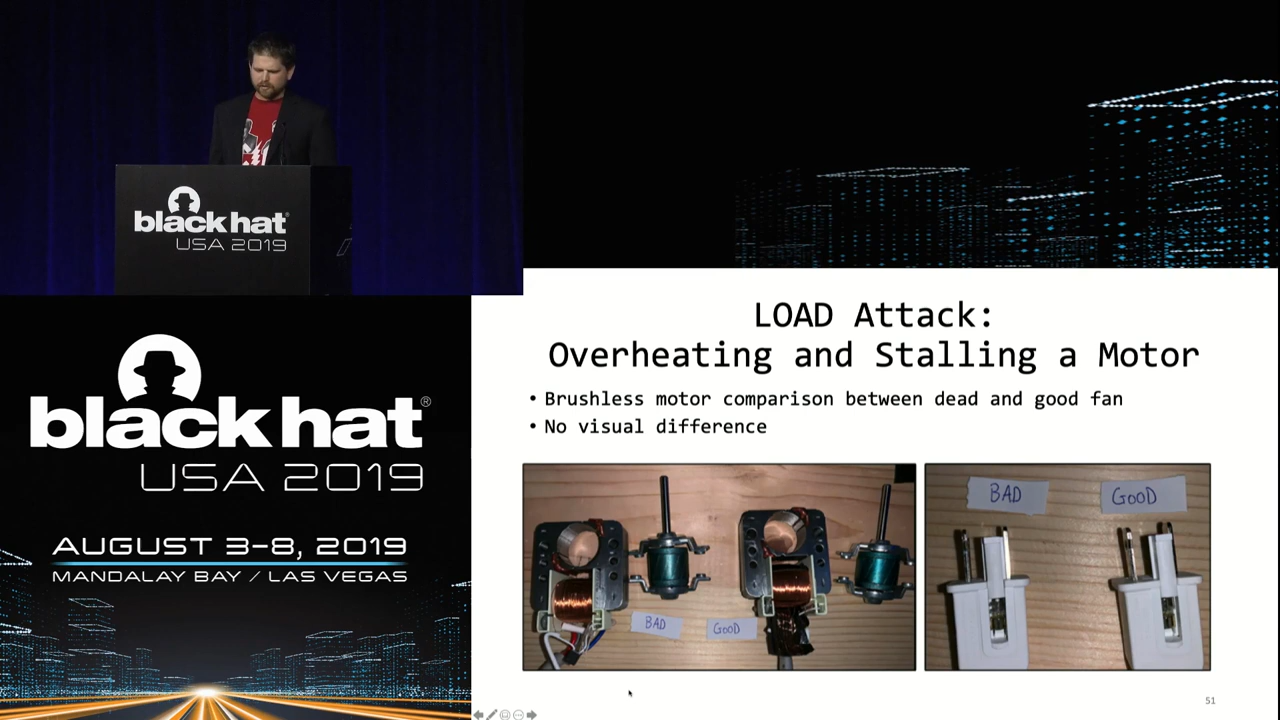 black hat®
USA 2019
black hat®
USA 2019
AUGUST 3-8, 2019
MANDALAY BAY / LAS VEGAS
LOAD Attack:
Overheating and Stalling a Motor
• Brushless motor comparison between dead and good fan
• No visual difference
BAD
GOOD
BAD
GOOD
51